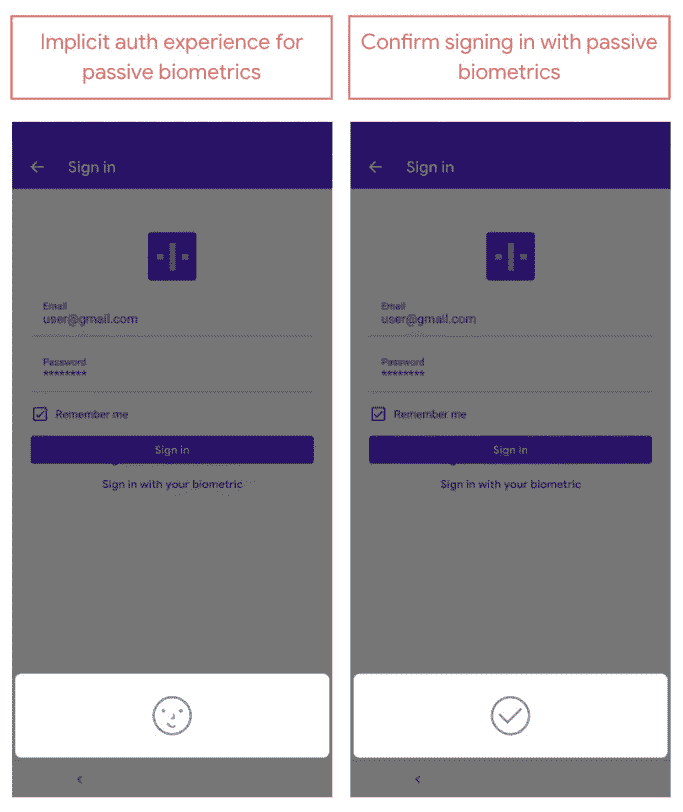 Implicit auth experience for
passive biometrics
Confirm signing in with passive
biometrics
Sign in
Email
user@gmail.com
Password
********
Remember me
Sign in
Sign in with your biometric
Sign in
Email
user@gmail.com
Password
********
Remember me
Sign in
Sign in with your biometric